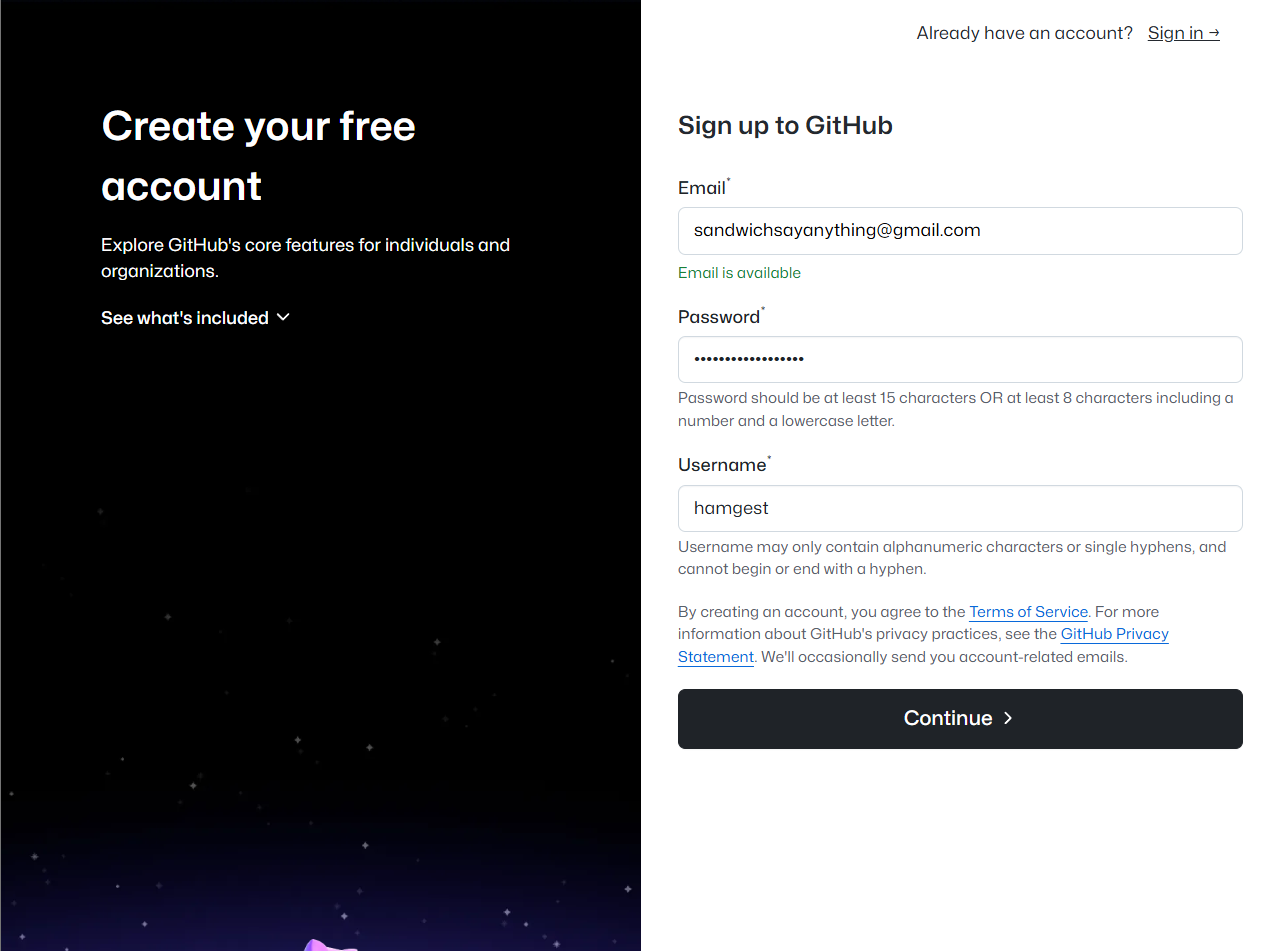 Already have an account? Sign in →
Create your free
account
Explore GitHub's core features for individuals and
organizations.
See what's included
Sign up to GitHub
Email*
sandwichsayanything@gmail.com
Email is available
Password*
••••••••••••••••••
Password should be at least 15 characters OR at least 8 characters including a
number and a lowercase letter.
Username*
hamgest
Username may only contain alphanumeric characters or single hyphens, and
cannot begin or end with a hyphen.
By creating an account, you agree to the Terms of Service. For more
information about GitHub's privacy practices, see the GitHub Privacy
Statement. We'll occasionally send you account-related emails.
Continue